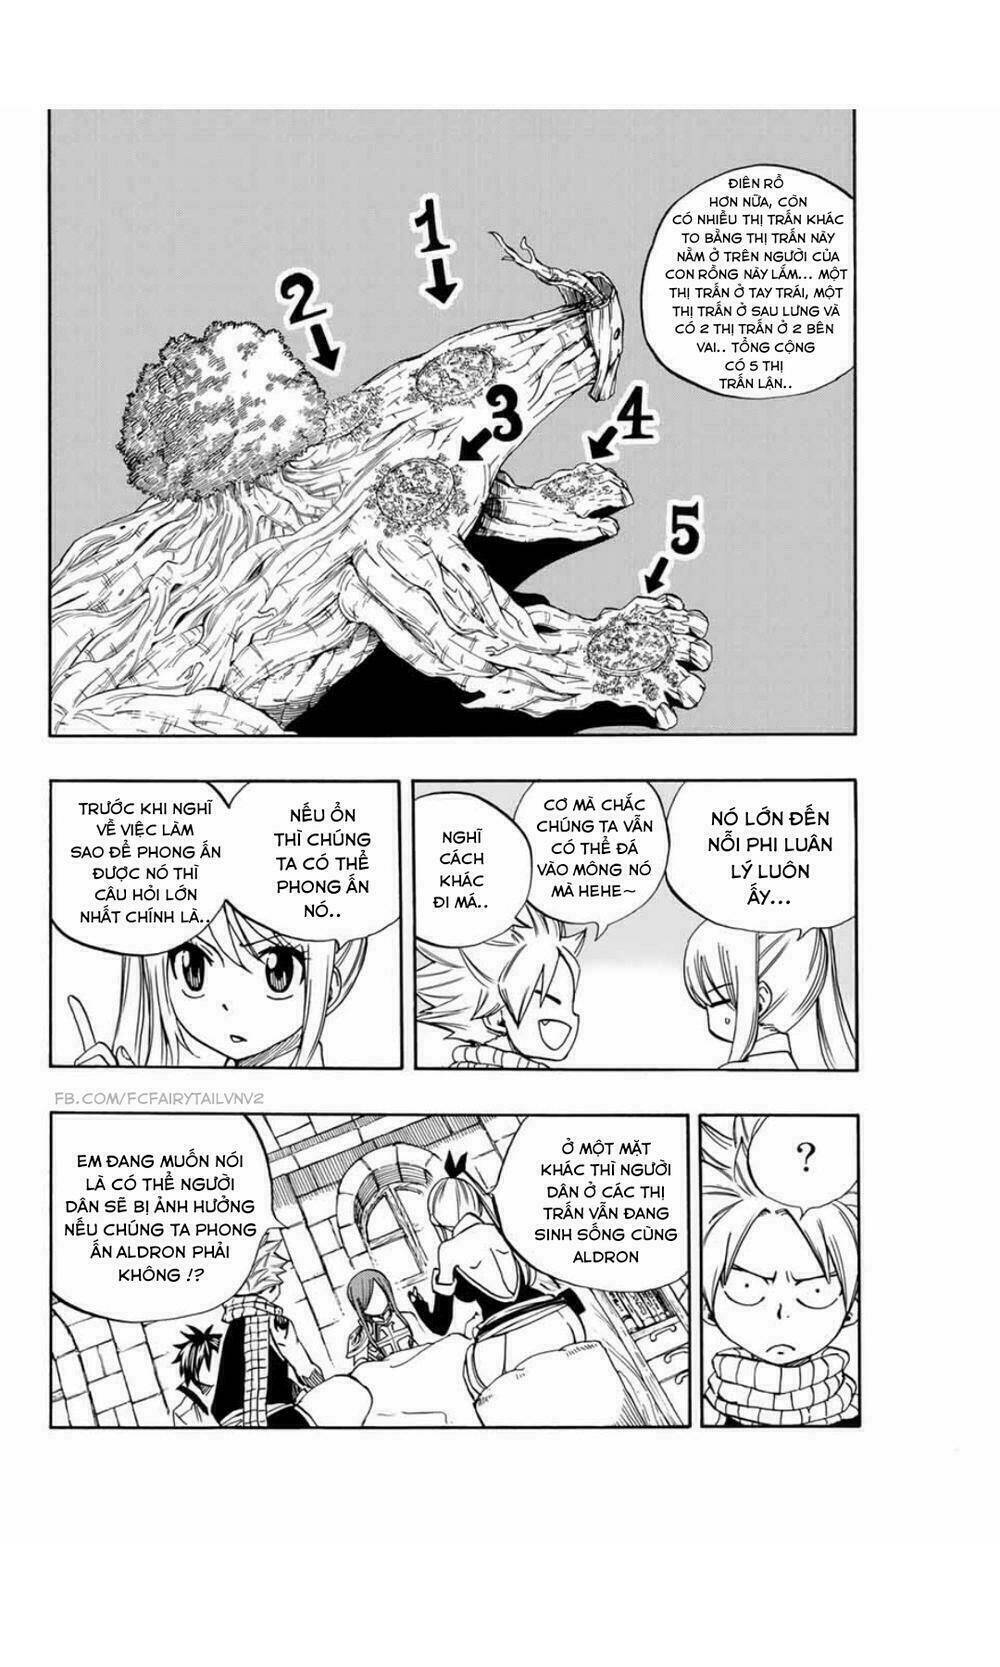 ĐIÊN RỒ
HƠN NỮA, CÒN
CÓ NHIỀU THỊ TRẤN KHÁC
TO BẰNG THỊ TRẤN NÀY
NẰM Ở TRÊN NGƯỜI CỦA
CON RỒNG NÀY LẮM... MỘT
THỊ TRẤN Ở TAY TRÁI, MỘT
THỊ TRẤN Ở SAU LƯNG VÀ
CÓ 2 THỊ TRẤN Ở 2 BÊN
VAI.. TỔNG CỘNG
CÓ 5 THỊ
TRẤN LẬN..
1
2
3
4
5
NÓ LỚN ĐẾN
NỖI PHI LUÂN
LÝ LUÔN
ẤY...
CƠ MÀ CHẮC
CHÚNG TA VẪN
CÓ THỂ ĐÁ
VÀO MÔNG NÓ
MÀ HEHE~
NGHĨ
CÁCH
KHÁC
ĐI MÁ..
NẾU ỔN
THÌ CHÚNG
TA CÓ THỂ
PHONG ẤN
NÓ..
TRƯỚC KHI NGHĨ
VỀ VIỆC LÀM
SAO ĐỂ PHONG ẤN
ĐƯỢC NÓ THÌ
CÂU HỎI LỚN
NHẤT CHÍNH LÀ..
FB.COM/FCFAIRYTAILVNV2
?
Ở MỘT MẶT
KHÁC THÌ NGƯỜI
DÂN Ở CÁC THỊ
TRẤN VẪN ĐANG
SINH SỐNG CÙNG
ALDRON
EM ĐANG MUỐN NÓI
LÀ CÓ THỂ NGƯỜI
DÂN SẼ BỊ ẢNH HƯỞNG
NẾU CHÚNG TA PHONG
ẤN ALDRON PHẢI
KHÔNG !?